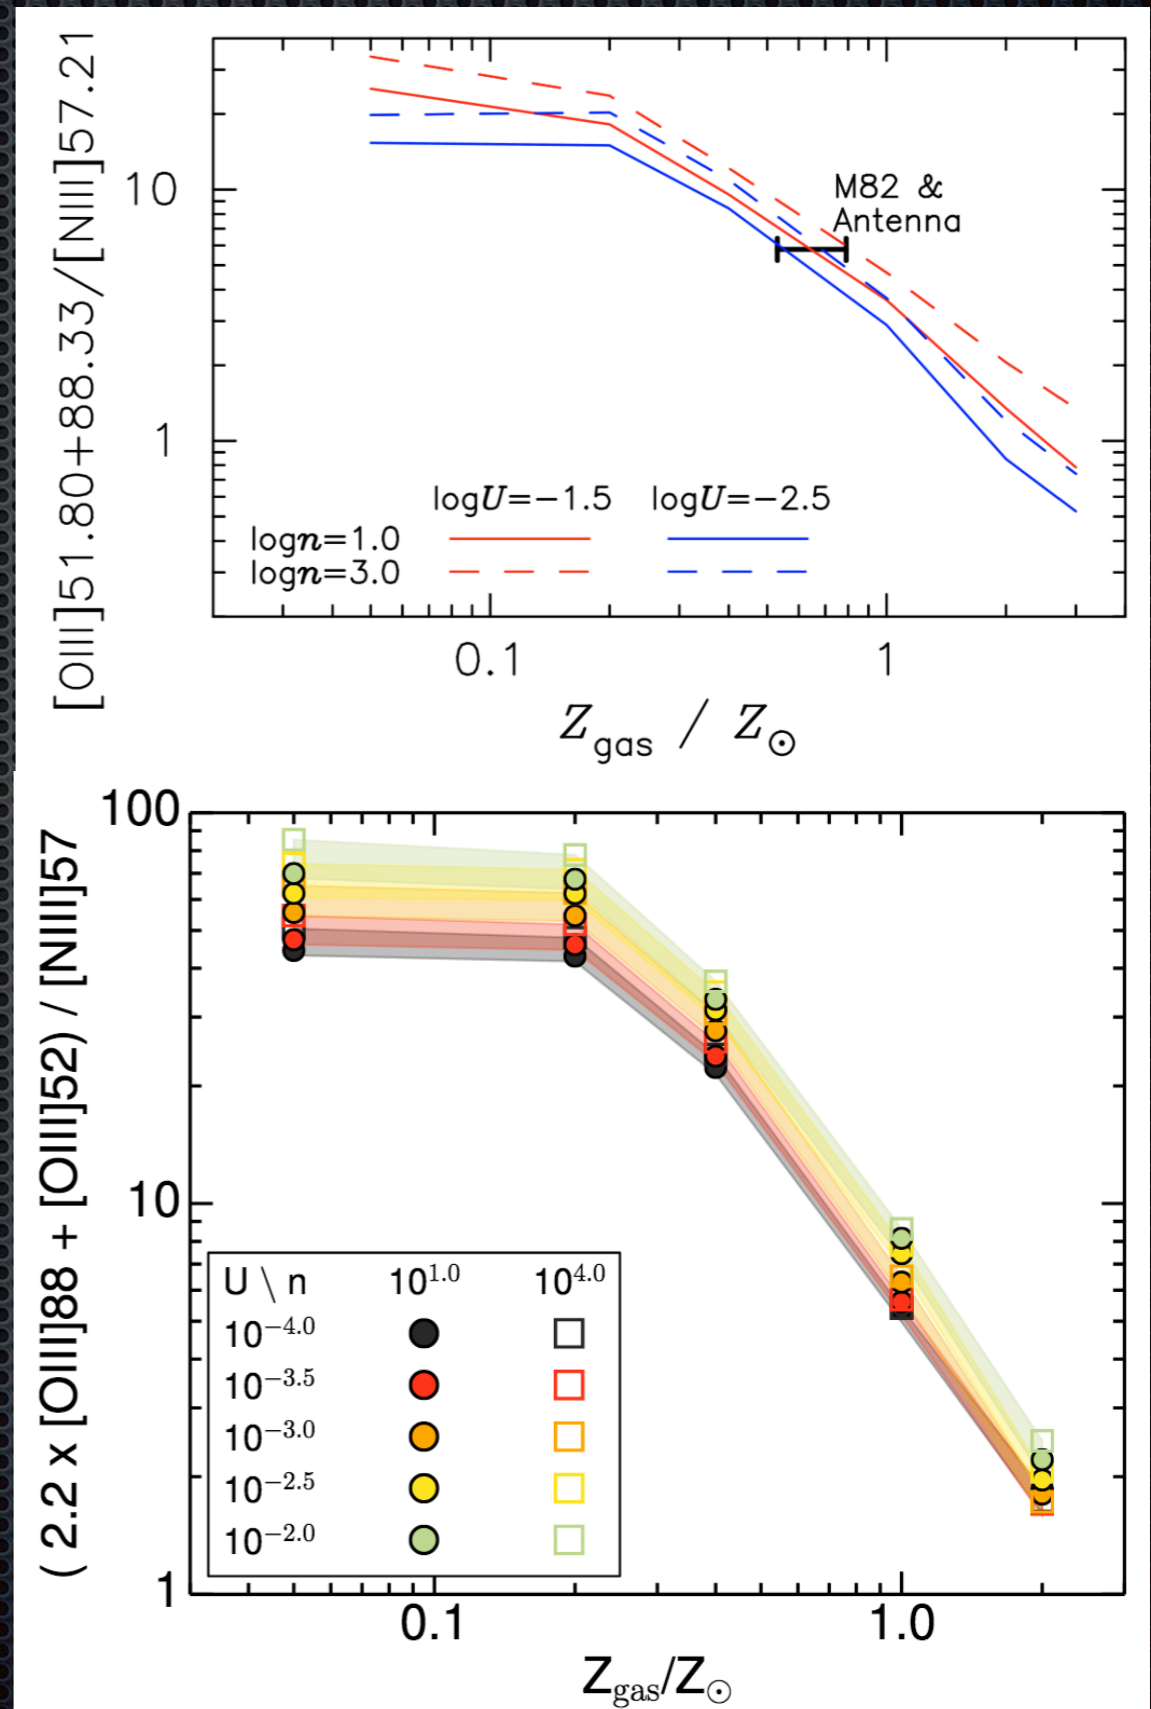 [OIII]51.80+88.33/[NIII]57.21
10
1
M82 &
Antenna
logU=−1.5 logU=−2.5
logn=1.0
logn=3.0
0.1 1
Z_gas / Z_⊙
( 2.2 x [OIII]88 + [OIII]52) / [NIII]57
100
10
1
U \ n 10^1.0 10^4.0
10^−4.0
10^−3.5
10^−3.0
10^−2.5
10^−2.0
0.1 1.0
Z_gas/Z_⊙